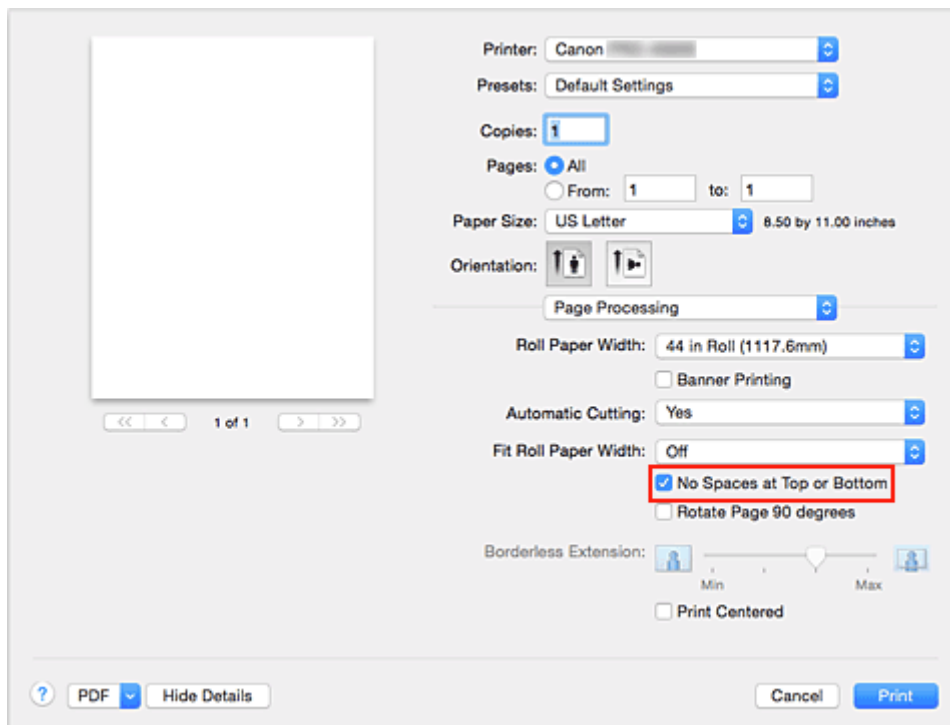 Printer: Canon
Presets: Default Settings
Copies: 1
Pages: All
From: 1 to: 1
Paper Size: US Letter 8.50 by 11.00 inches
Orientation:
Page Processing
Roll Paper Width: 44 in Roll (1117.6mm)
Banner Printing
1 of 1
Automatic Cutting: Yes
Fit Roll Paper Width: Off
No Spaces at Top or Bottom
Rotate Page 90 degrees
Borderless Extension:
Min Max
Print Centered
? PDF Hide Details Cancel Print